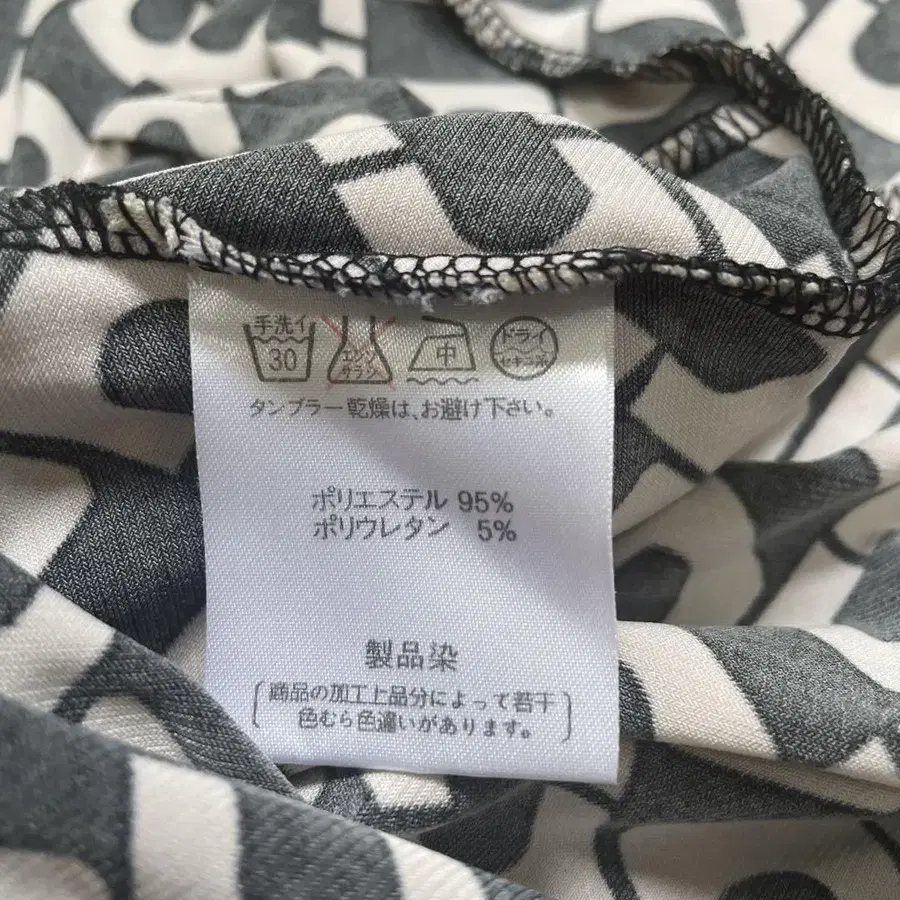 手洗イ
30
エンソ
サラシ
中
ドライ
セキユ系
タンブラー乾燥は、お避け下さい。
ポリエステル 95%
ポリウレタン 5%
製品染
商品の加工上品分によって若干
色むら色違いがあります。